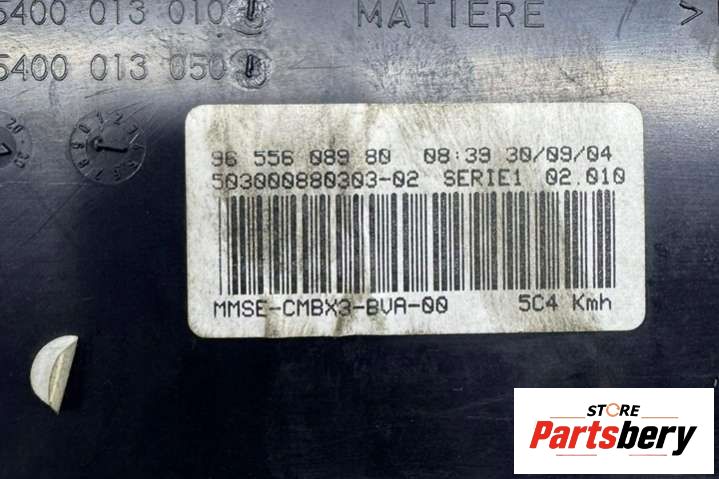 5400 013 010
MATIÈRE >
5400 013 050
96 556 089 80 08:39 30/09/04
503000880303-02 SERIE1 02.010
MMSE-CMBX3-BVA-00 5C4 Kmh
STORE
Partsbery